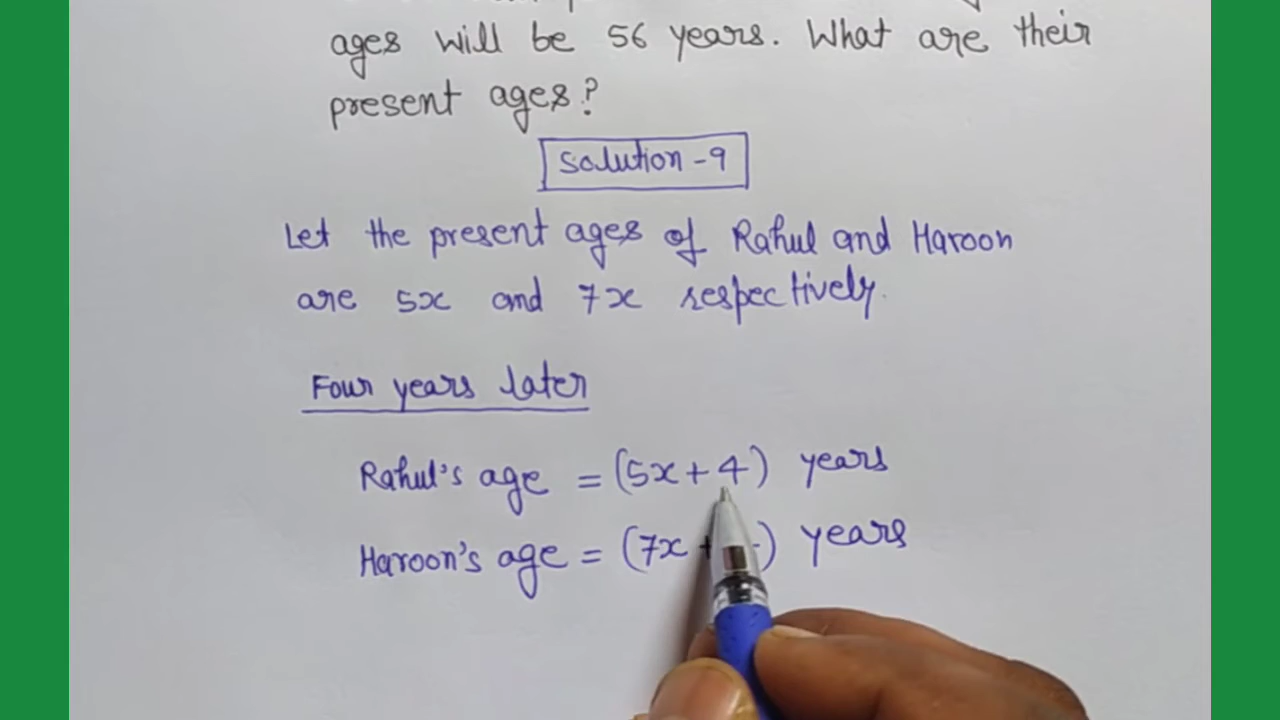 ages will be 56 years. What are their
present ages?
Solution-9
Let the present ages of Rahul and Haroon
are 5x and 7x respectively.
Four years later
Rahul's age = (5x+4) years
Haroon's age = (7x+ ) years